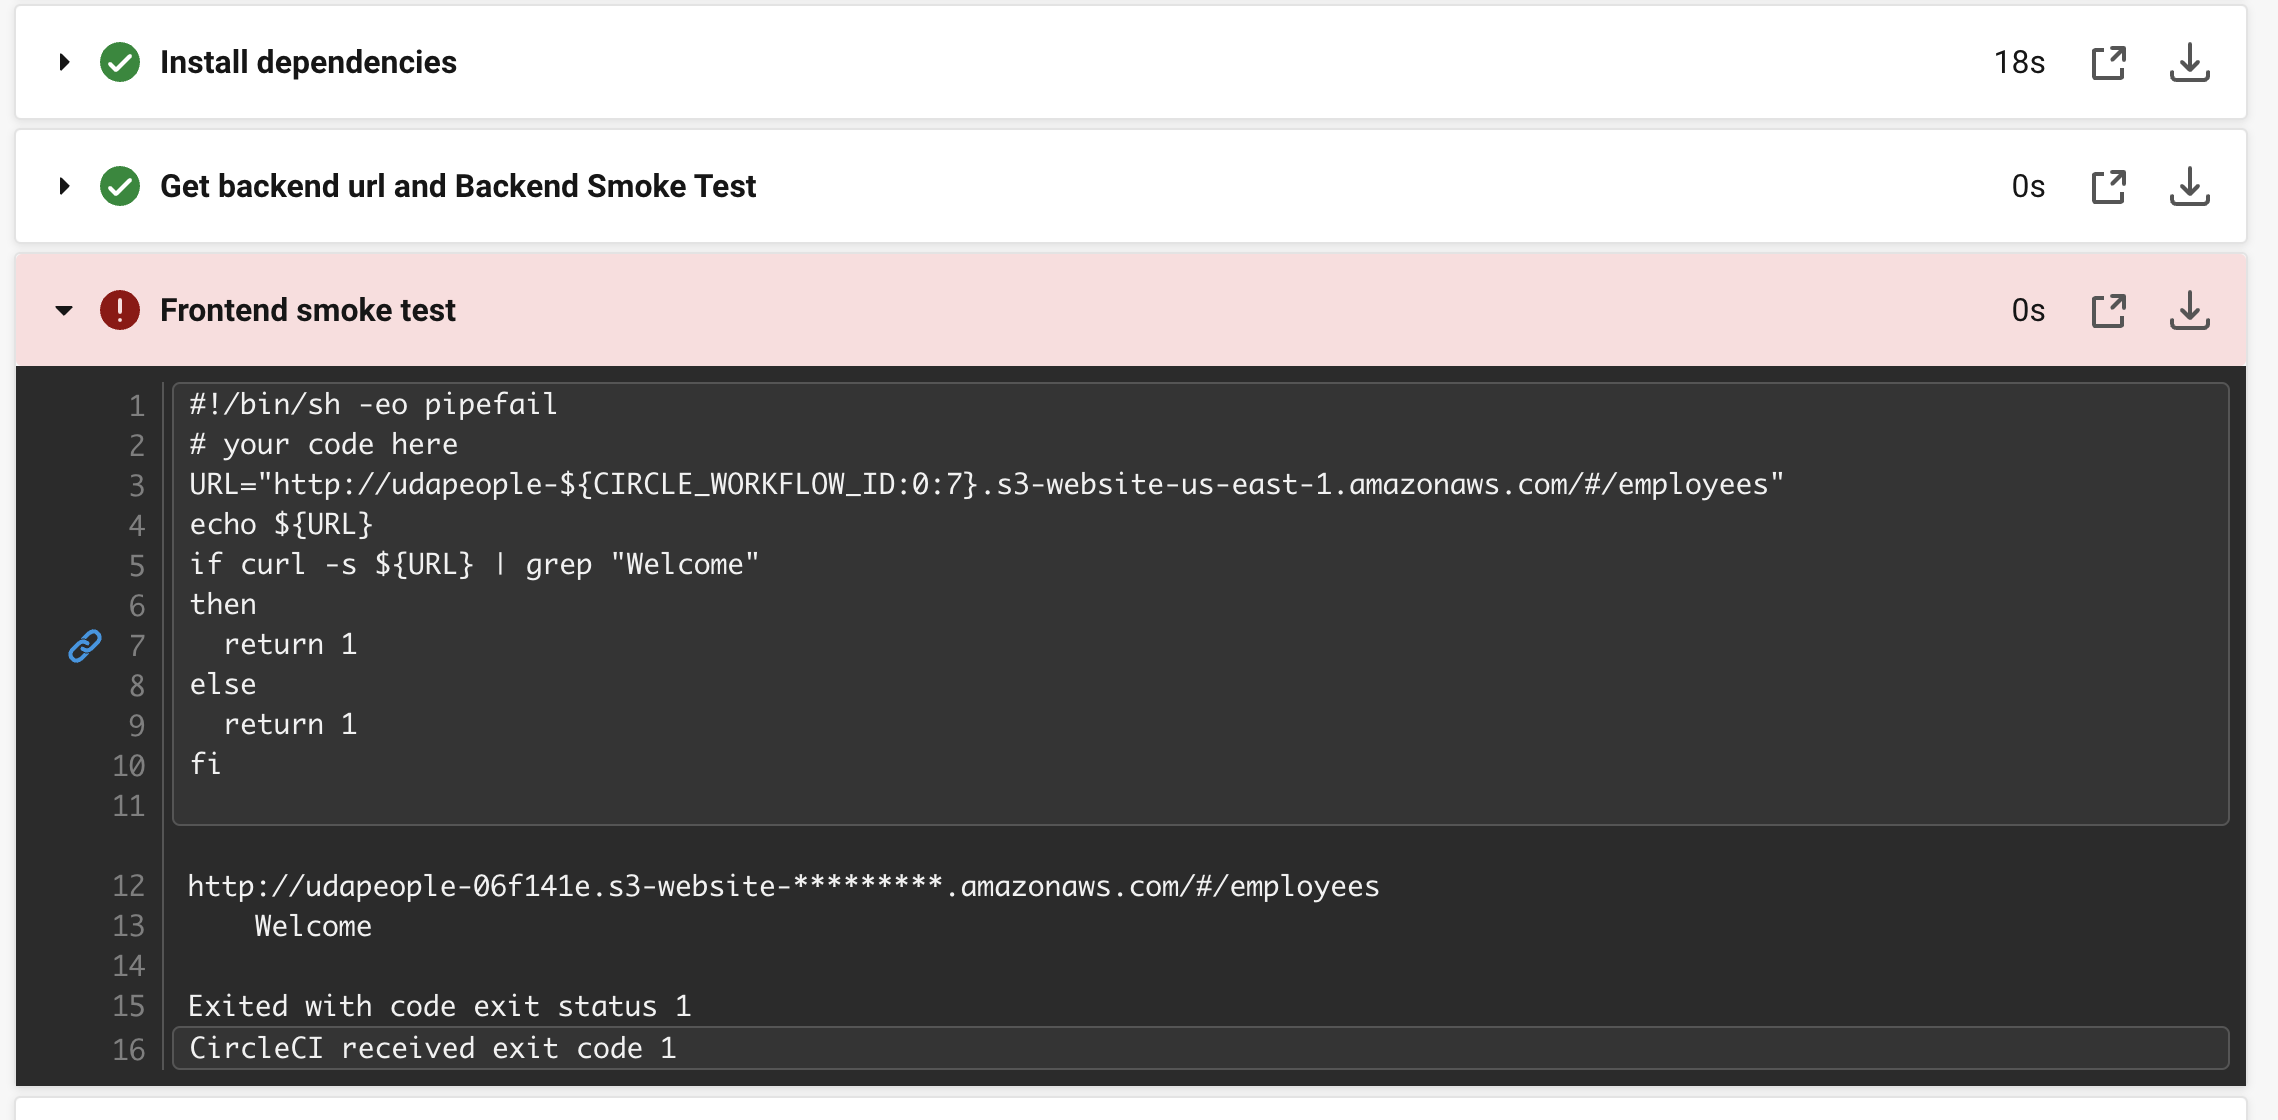 Install dependencies 18s
Get backend url and Backend Smoke Test 0s
Frontend smoke test 0s
1 #!/bin/sh -eo pipefail
2 # your code here
3 URL="http://udapeople-${CIRCLE_WORKFLOW_ID:0:7}.s3-website-us-east-1.amazonaws.com/#/employees"
4 echo ${URL}
5 if curl -s ${URL} | grep "Welcome"
6 then
7   return 1
8 else
9   return 1
10 fi
11
12 http://udapeople-06f141e.s3-website-*********.amazonaws.com/#/employees
13     Welcome
14
15 Exited with code exit status 1
16 CircleCI received exit code 1